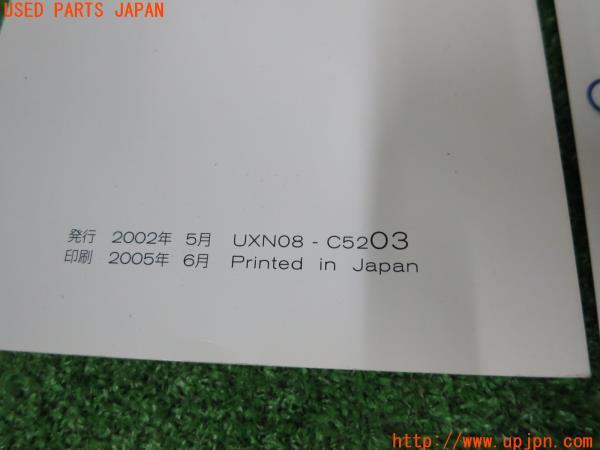 USED PARTS JAPAN
発行 2002年 5月 UXN08 - C5203
印刷 2005年 6月 Printed in Japan
http://www.upjpn.com/